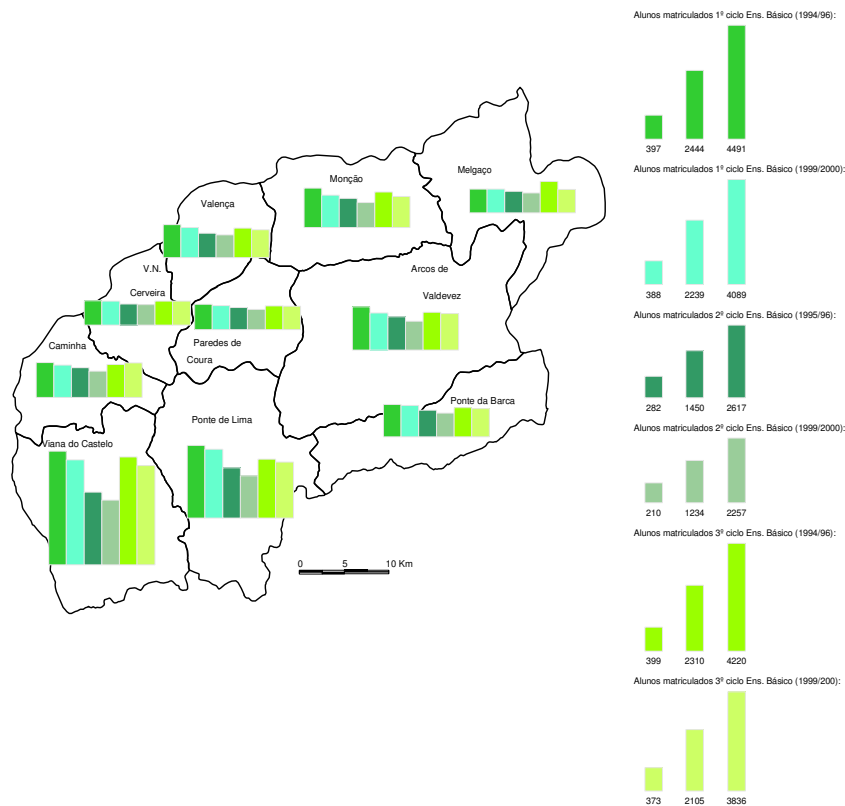 Alunos matriculados 1º ciclo Ens. Básico (1994/96):
397 2444 4491
Alunos matriculados 1º ciclo Ens. Básico (1999/2000):
388 2239 4089
Alunos matriculados 2º ciclo Ens. Básico (1995/96):
282 1450 2617
Alunos matriculados 2º ciclo Ens. Básico (1999/2000):
210 1234 2257
Alunos matriculados 3º ciclo Ens. Básico (1994/96):
399 2310 4220
Alunos matriculados 3º ciclo Ens. Básico (1999/200):
373 2105 3836
Melgaço
Monção
Valença
V.N.
Cerveira
Arcos de
Valdevez
Paredes de
Coura
Caminha
Ponte da Barca
Ponte de Lima
Viana do Castelo
0 5 10 Km